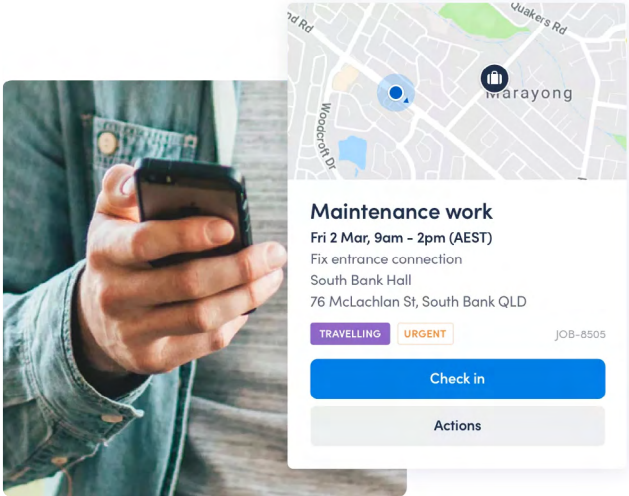 nd Rd
Quakers Rd
Marayong
Woodcroft Dr
Maintenance work
Fri 2 Mar, 9am - 2pm (AEST)
Fix entrance connection
South Bank Hall
76 McLachlan St, South Bank QLD
TRAVELLING URGENT JOB-8505
Check in
Actions